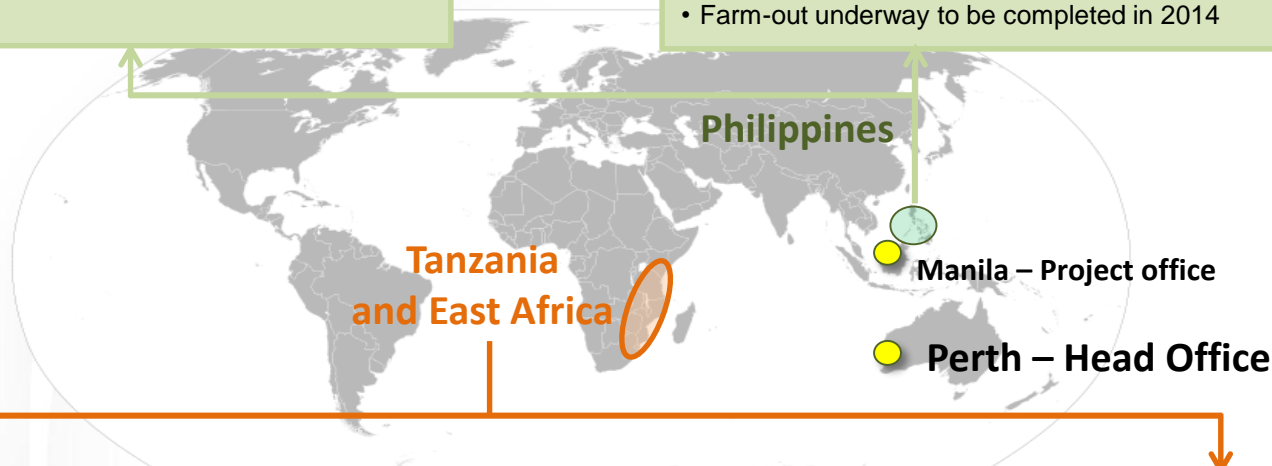 • Farm-out underway to be completed in 2014
Philippines
Tanzania
and East Africa
Manila – Project office
Perth – Head Office